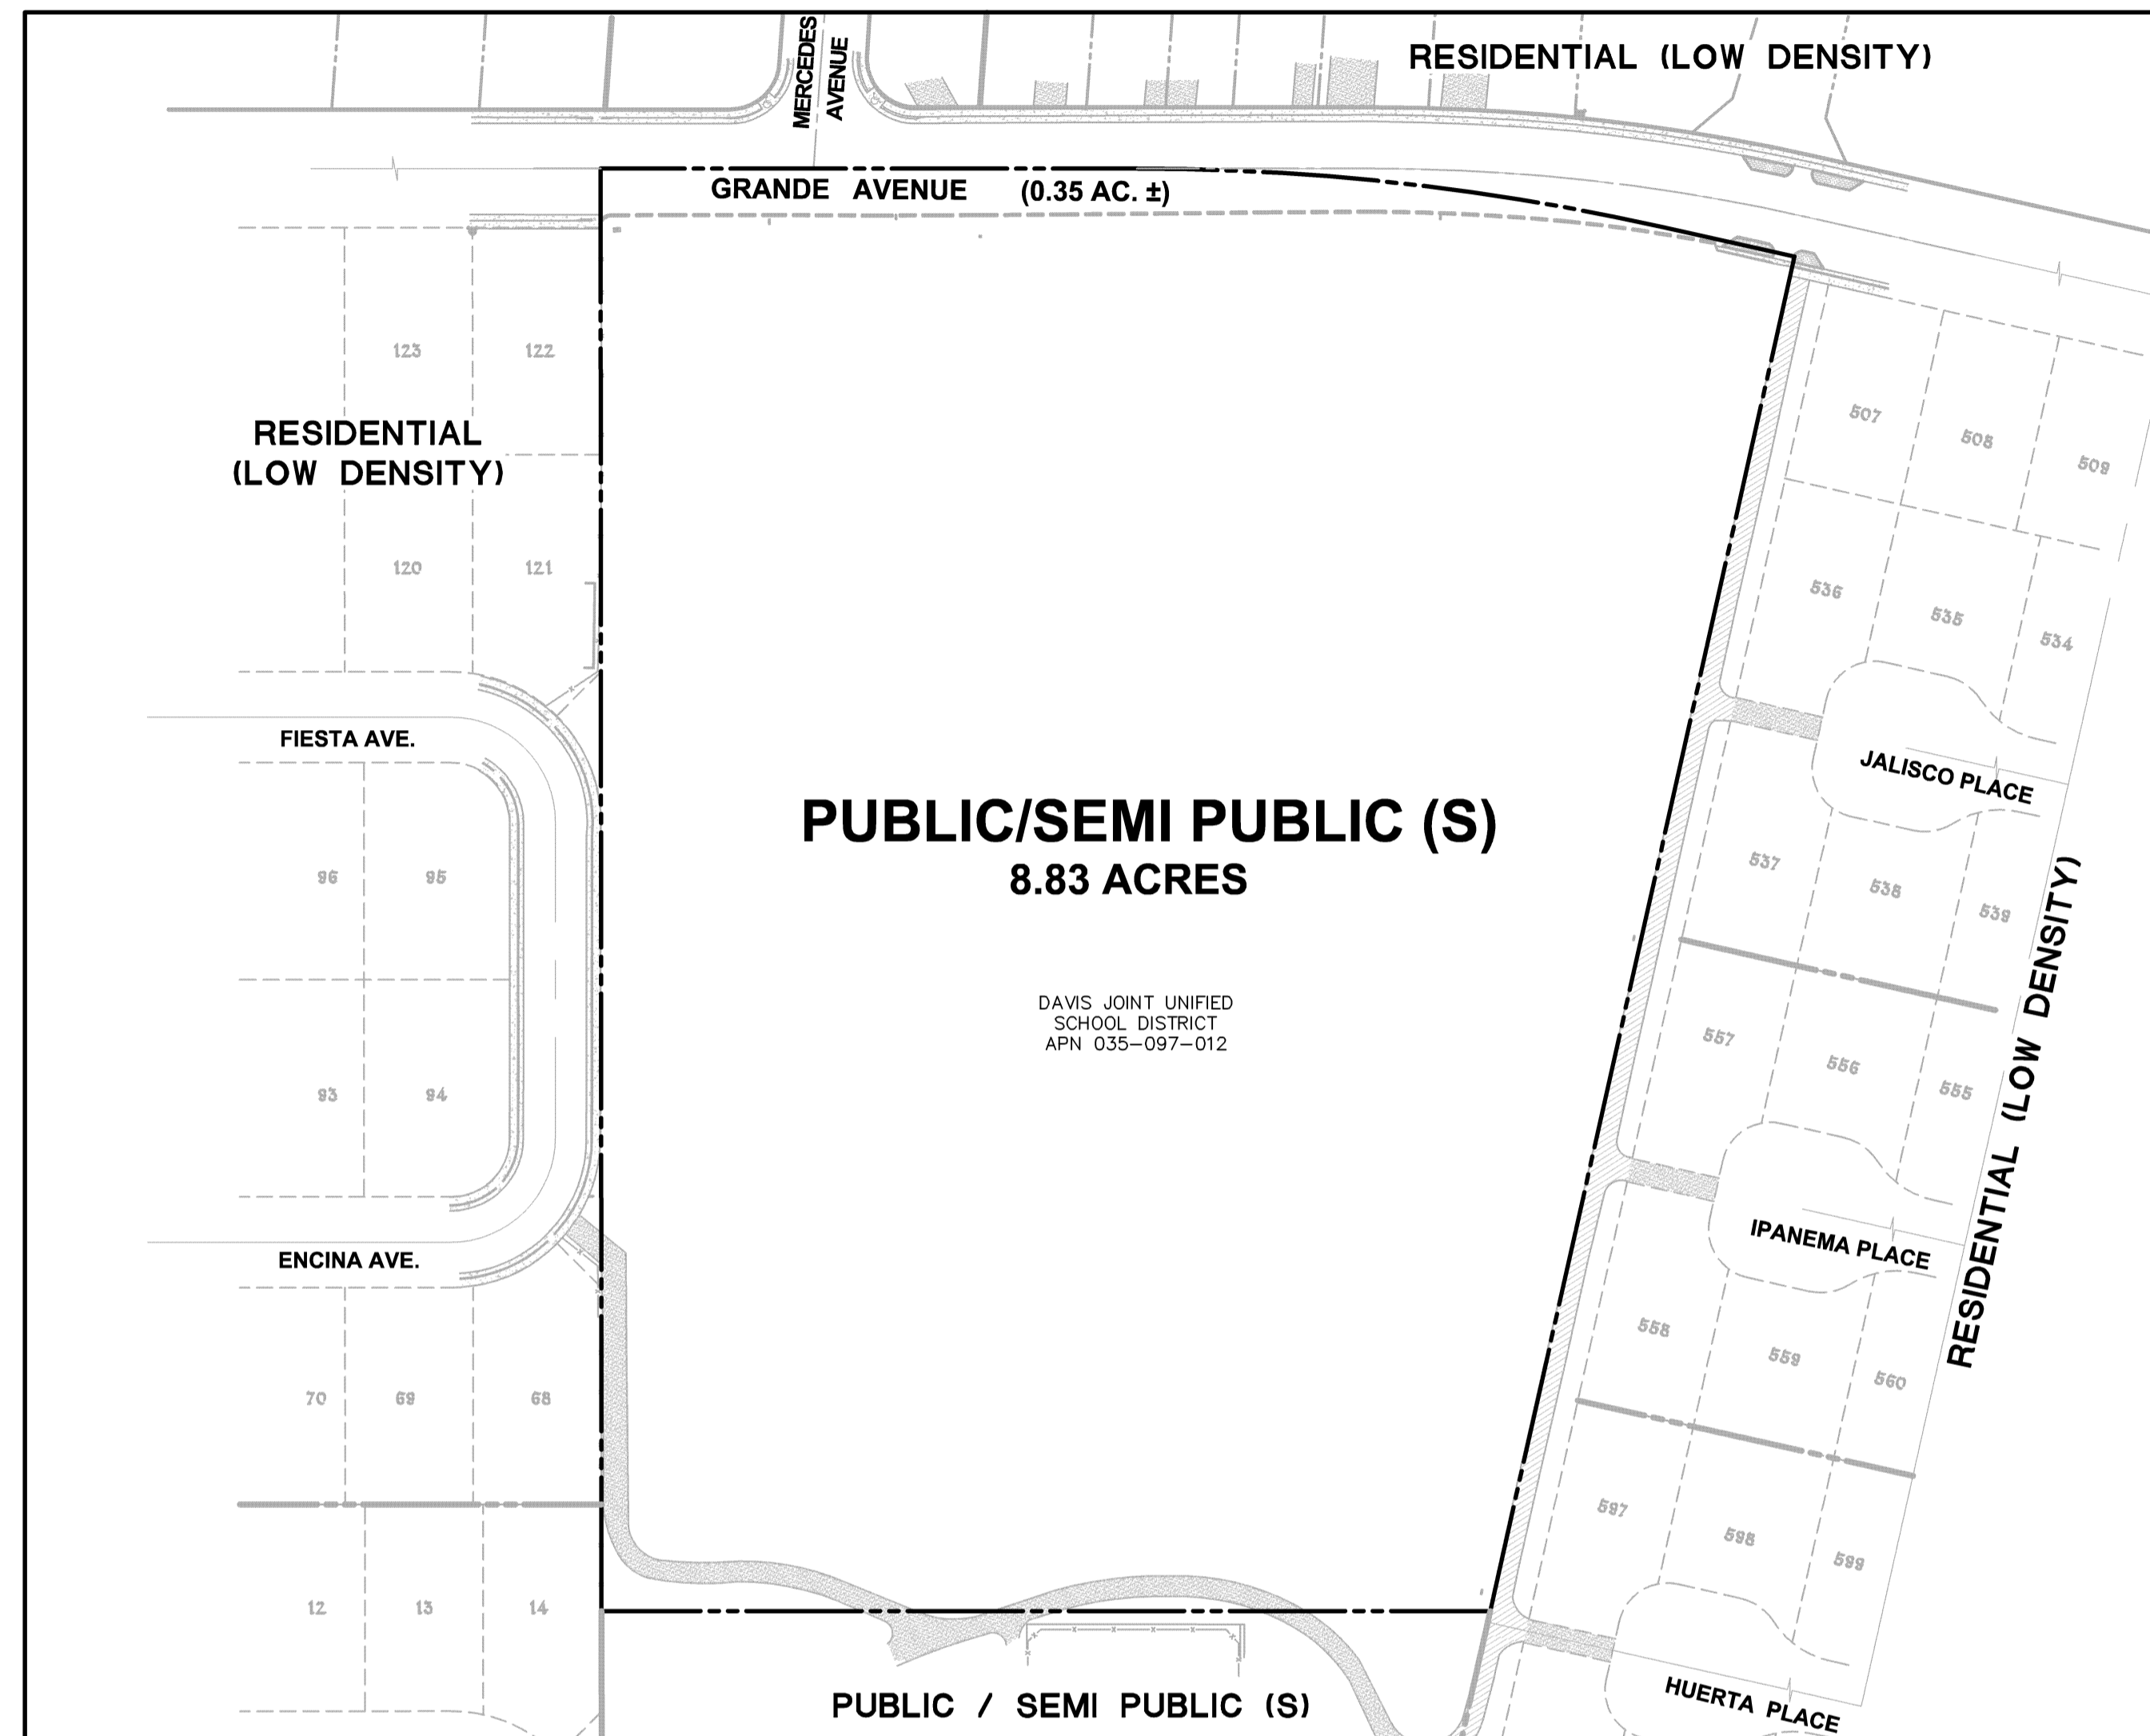 MERCEDES
AVENUE
RESIDENTIAL (LOW DENSITY)
GRANDE AVENUE (0.35 AC. ±)
123
122
RESIDENTIAL
(LOW DENSITY)
120
121
507
508
509
536
535
534
FIESTA AVE.
JALISCO PLACE
PUBLIC/SEMI PUBLIC (S)
8.83 ACRES
96
95
537
538
539
DAVIS JOINT UNIFIED
SCHOOL DISTRICT
APN 035-097-012
RESIDENTIAL (LOW DENSITY)
93
94
557
556
555
ENCINA AVE.
IPANEMA PLACE
70
69
68
558
559
560
597
598
599
12
13
14
PUBLIC / SEMI PUBLIC (S)
HUERTA PLACE